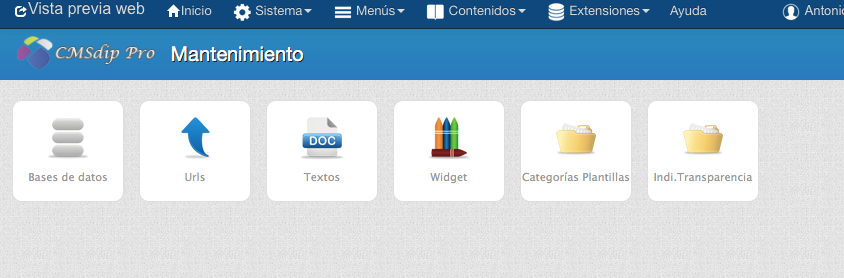 Vista previa web Inicio Sistema Menús Contenidos Extensiones Ayuda Antonio
CMSdip Pro Mantenimiento
DOC
Bases de datos Urls Textos Widget Categorías Plantillas Indi.Transparencia